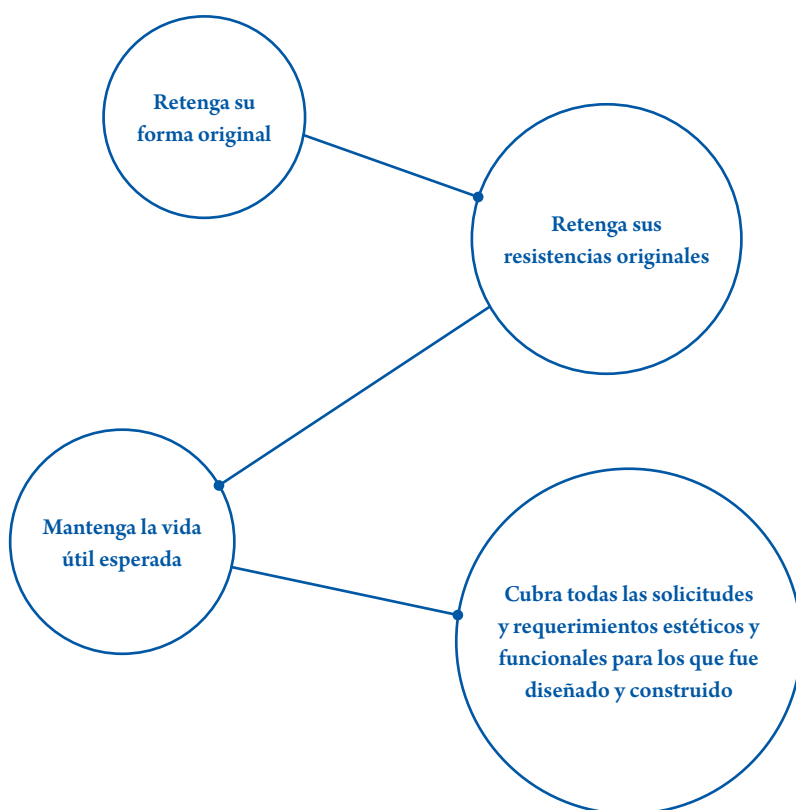 Retenga su
forma original
Retenga sus
resistencias originales
Mantenga la vida
útil esperada
Cubra todas las solicitudes
y requerimientos estéticos y
funcionales para los que fue
diseñado y construido